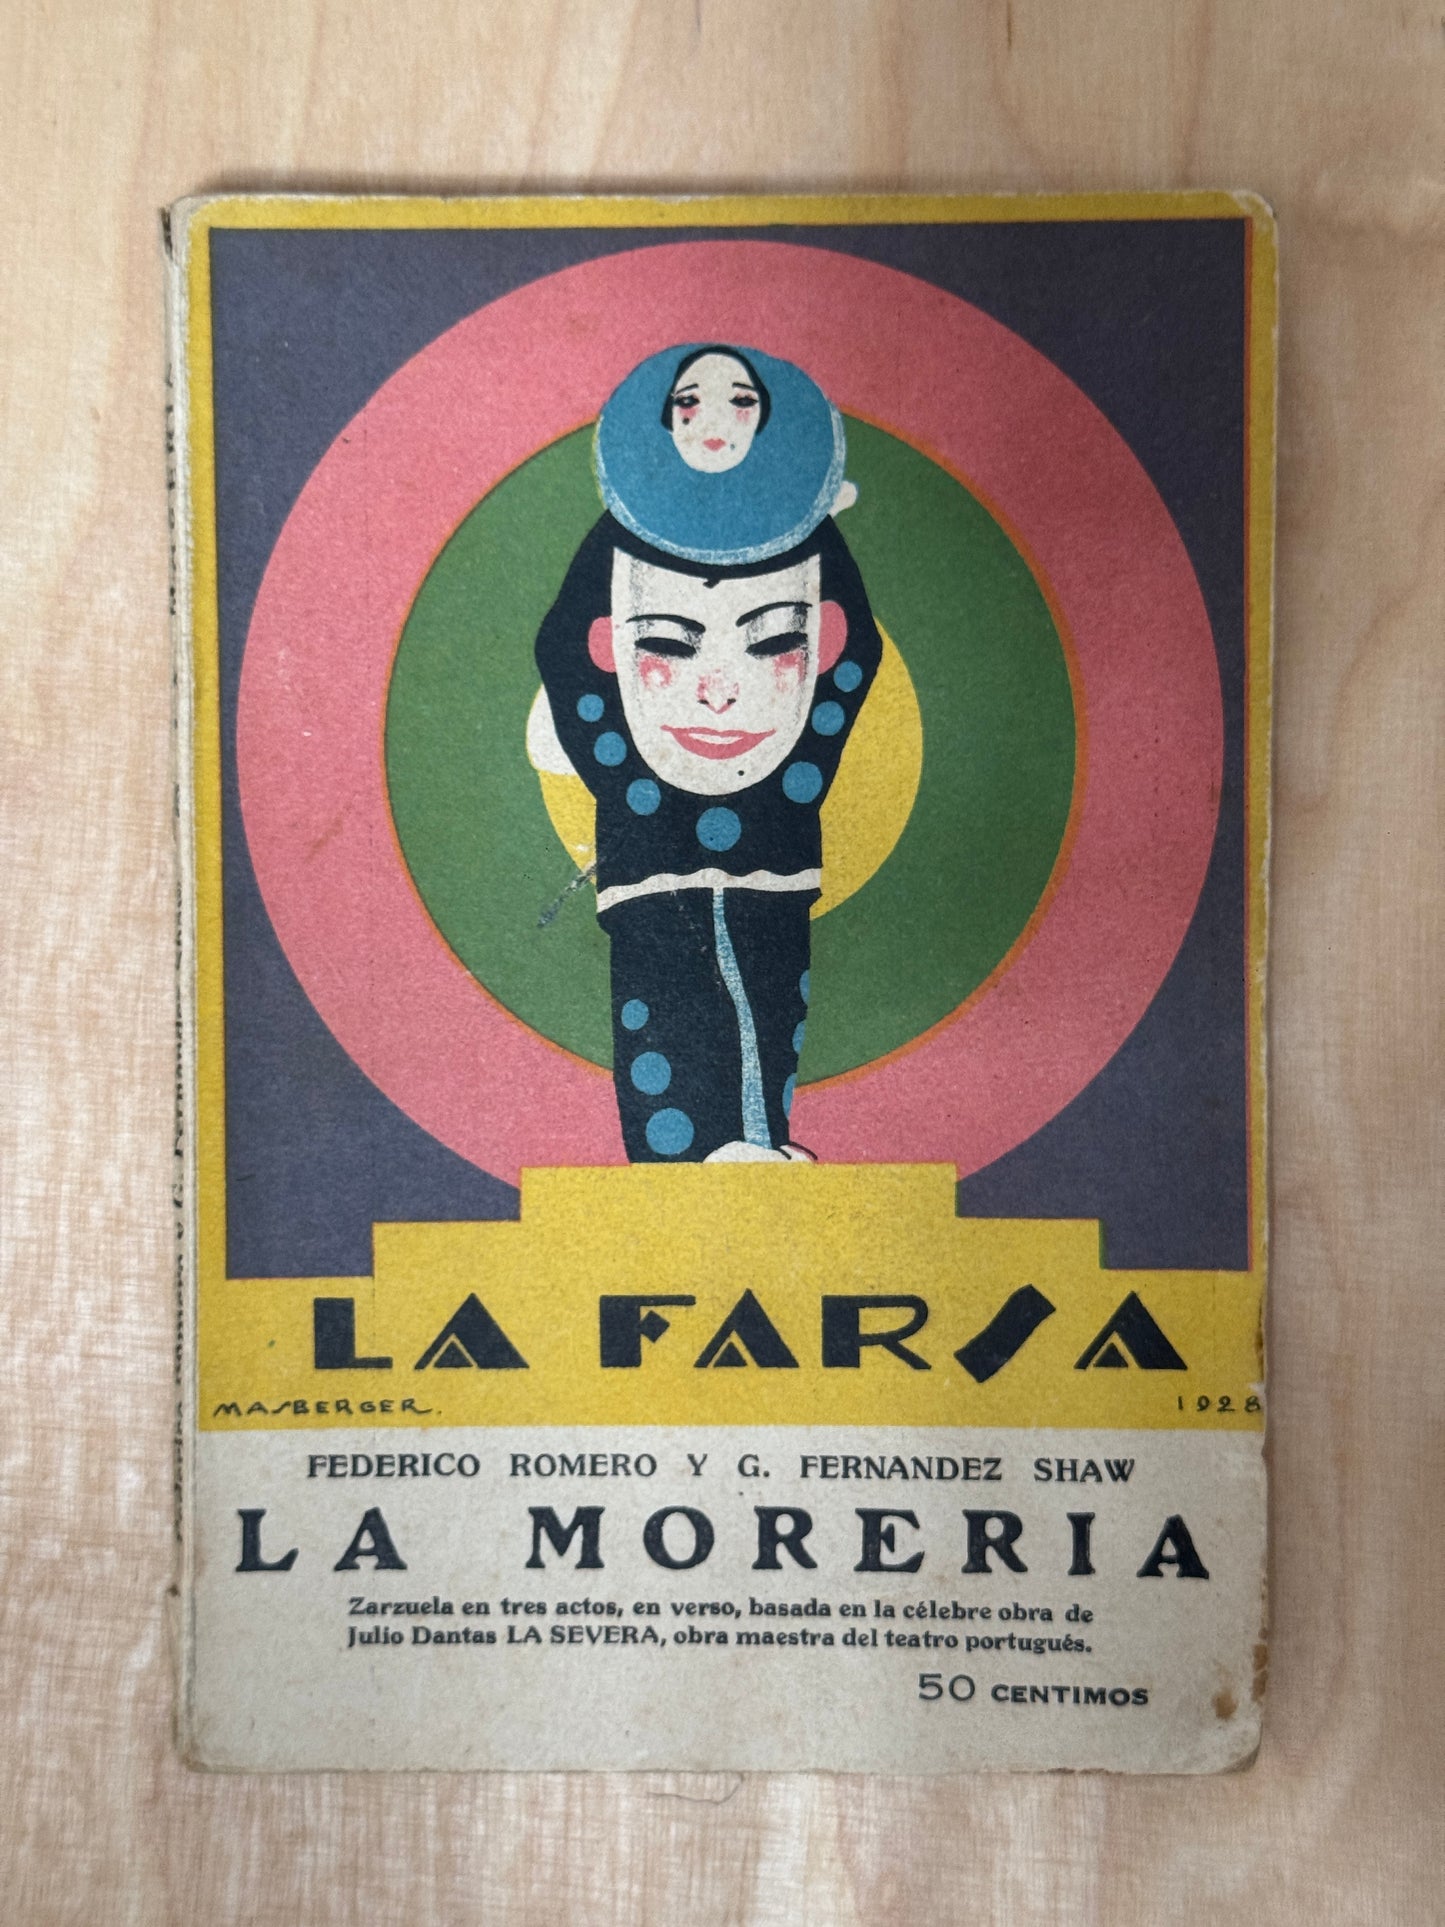 LA FARSA
MASBERGER. 1928
FEDERICO ROMERO Y G. FERNANDEZ SHAW
LA MORERIA
Zarzuela en tres actos, en verso, basada en la célebre obra de
Julio Dantas LA SEVERA, obra maestra del teatro portugués.
50 CENTIMOS